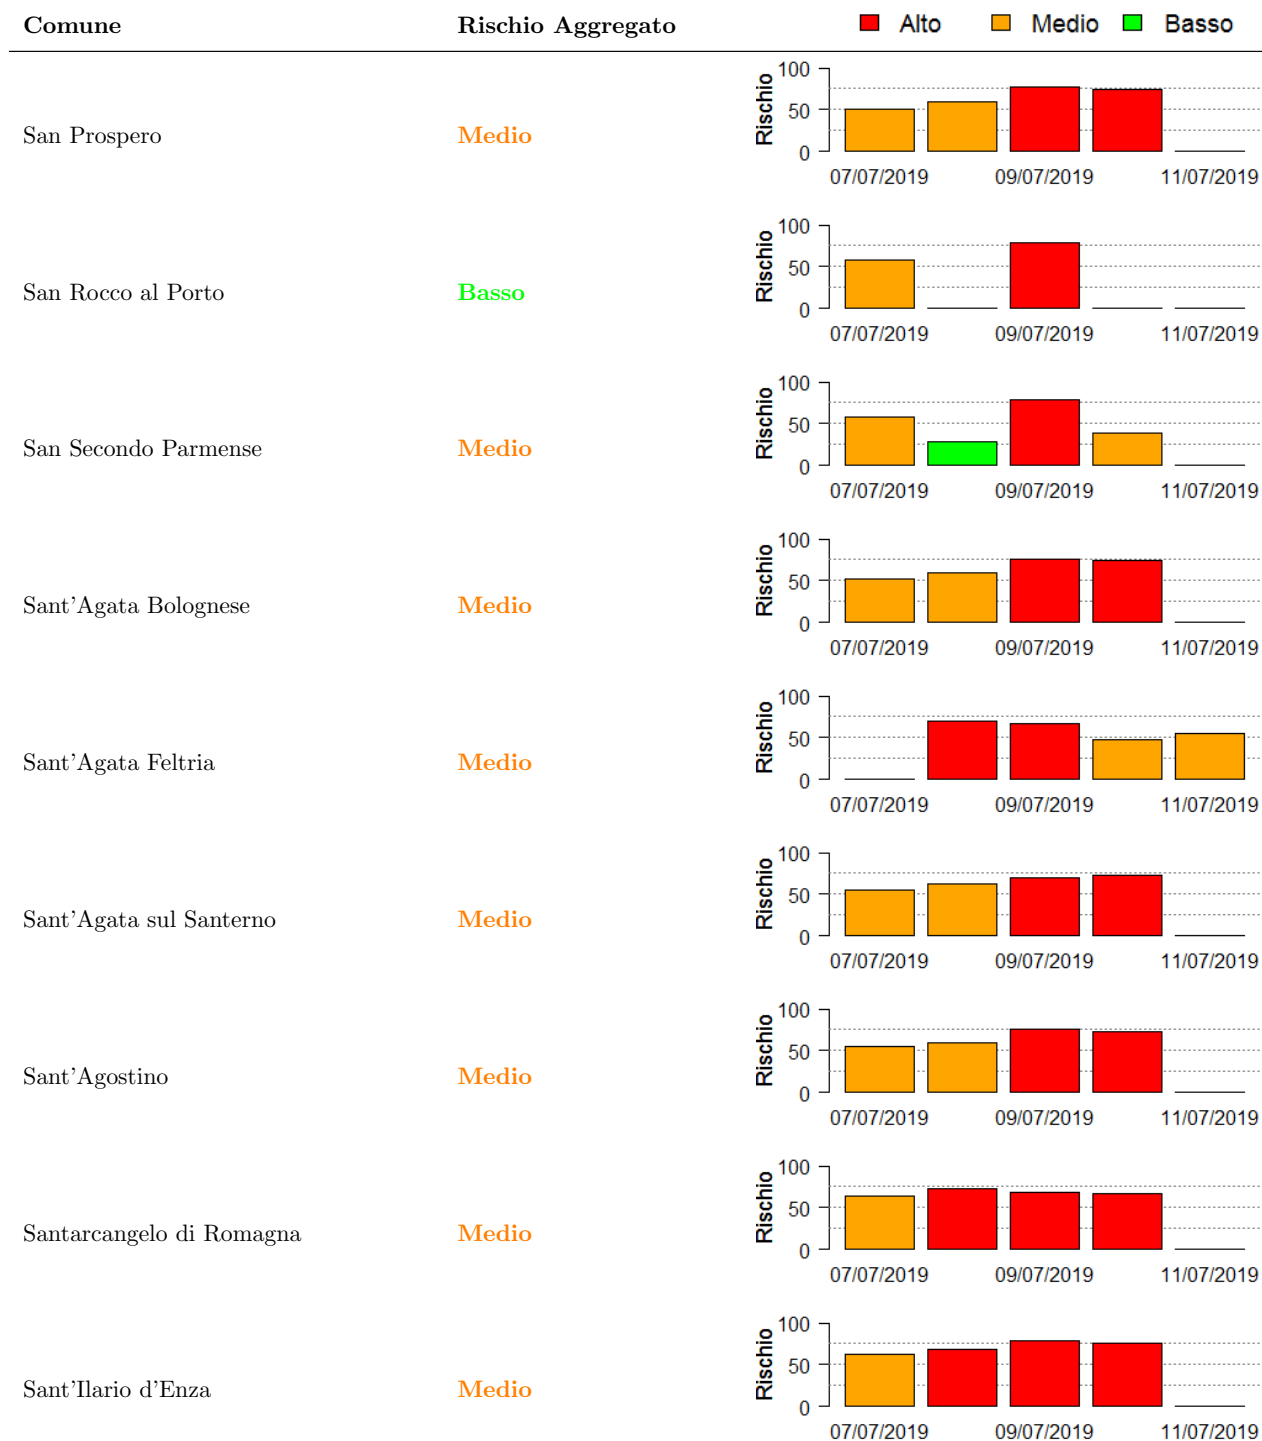 Comune Rischio Aggregato Alto Medio Basso
San Prospero Medio Rischio 100 50 0
07/07/2019 09/07/2019 11/07/2019
San Rocco al Porto Basso Rischio 100 50 0
07/07/2019 09/07/2019 11/07/2019
San Secondo Parmense Medio Rischio 100 50 0
07/07/2019 09/07/2019 11/07/2019
Sant'Agata Bolognese Medio Rischio 100 50 0
07/07/2019 09/07/2019 11/07/2019
Sant'Agata Feltria Medio Rischio 100 50 0
07/07/2019 09/07/2019 11/07/2019
Sant'Agata sul Santerno Medio Rischio 100 50 0
07/07/2019 09/07/2019 11/07/2019
Sant'Agostino Medio Rischio 100 50 0
07/07/2019 09/07/2019 11/07/2019
Santarcangelo di Romagna Medio Rischio 100 50 0
07/07/2019 09/07/2019 11/07/2019
Sant'Ilario d'Enza Medio Rischio 100 50 0
07/07/2019 09/07/2019 11/07/2019